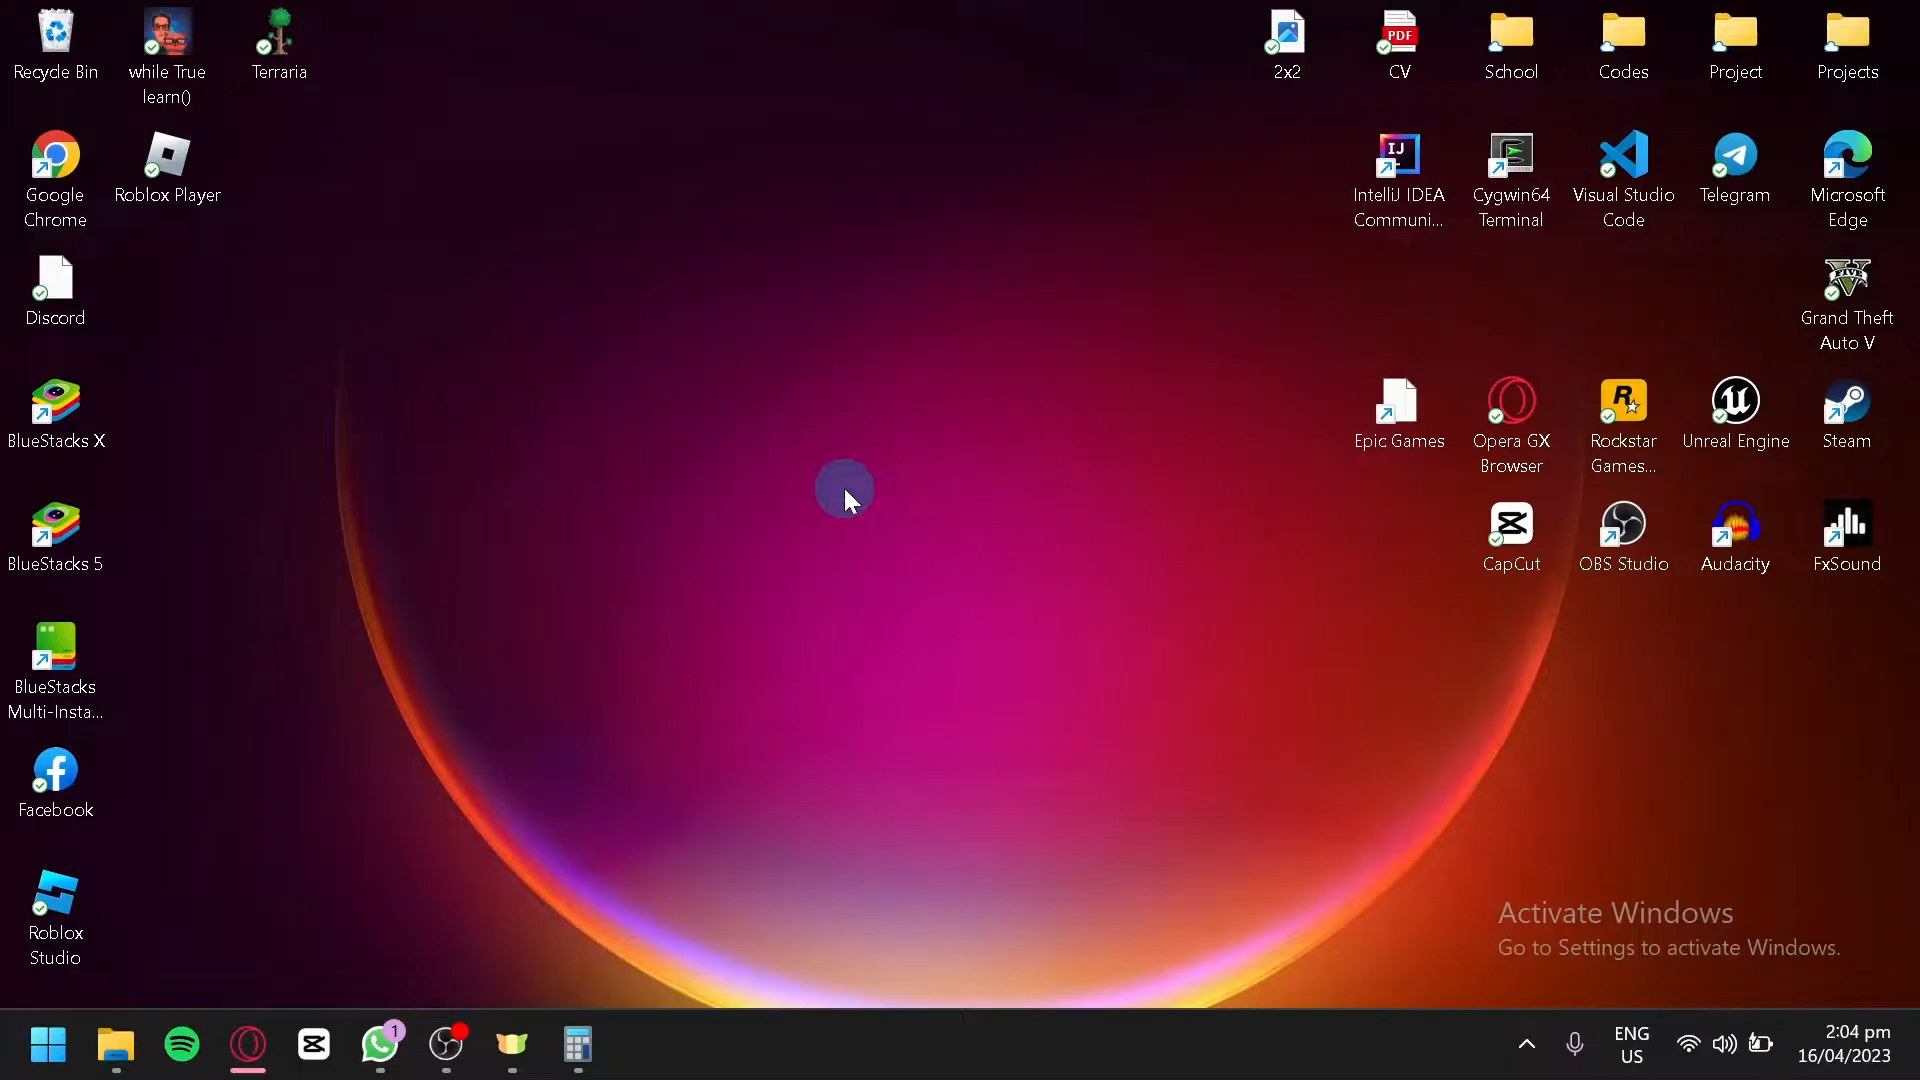 Recycle Bin
while True
learn()
Terraria
2x2
PDF
CV
School
Codes
Project
Projects
Google
Chrome
Roblox Player
IJ
IntelliJ IDEA
Communi...
Cygwin64
Terminal
Visual Studio
Code
Telegram
Microsoft
Edge
Discord
V
FIVE
Grand Theft
Auto V
BlueStacks X
Epic Games
Opera GX
Browser
R
Rockstar
Games...
Unreal Engine
Steam
BlueStacks 5
CapCut
OBS Studio
Audacity
FxSound
BlueStacks
Multi-Insta...
Facebook
Roblox
Studio
Activate Windows
Go to Settings to activate Windows.
1
ENG
US
2:04 pm
16/04/2023